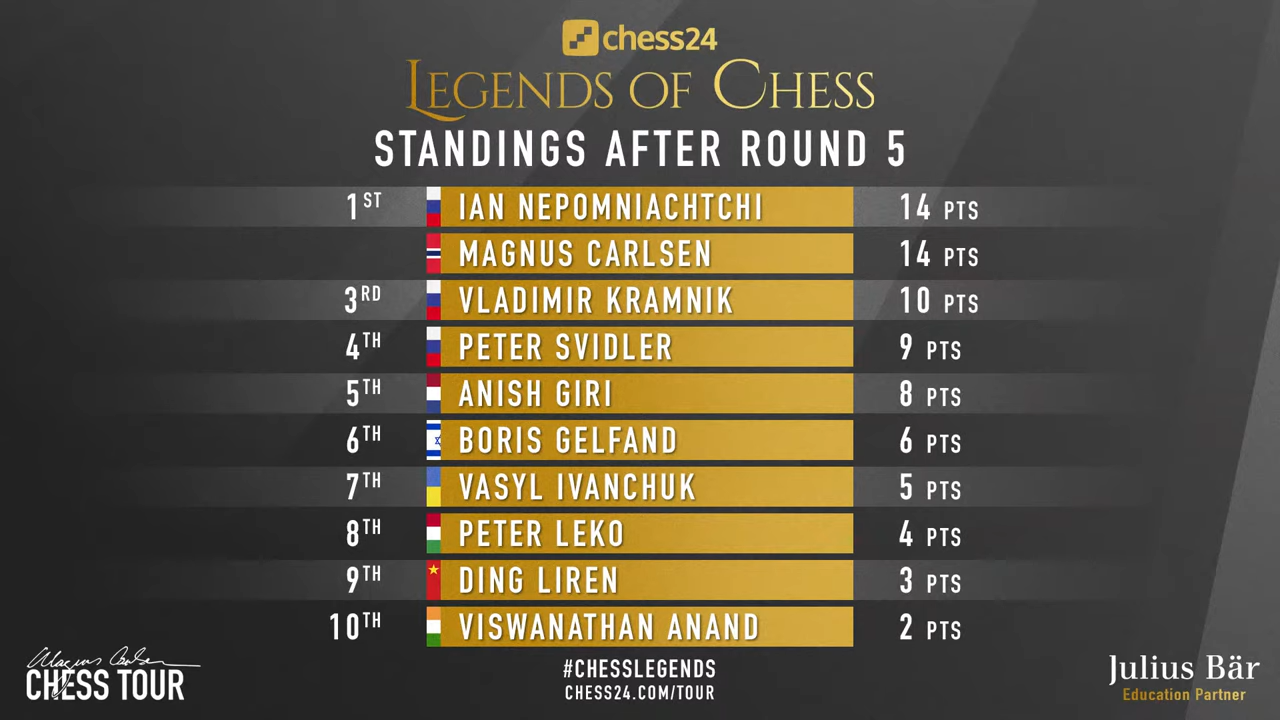 chess24
LEGENDS OF CHESS
STANDINGS AFTER ROUND 5
1ST IAN NEPOMNIACHTCHI 14 PTS
MAGNUS CARLSEN 14 PTS
3RD VLADIMIR KRAMNIK 10 PTS
4TH PETER SVIDLER 9 PTS
5TH ANISH GIRI 8 PTS
6TH BORIS GELFAND 6 PTS
7TH VASYL IVANCHUK 5 PTS
8TH PETER LEKO 4 PTS
9TH DING LIREN 3 PTS
10TH VISWANATHAN ANAND 2 PTS
Magnus Carlsen
CHESS TOUR
#CHESSLEGENDS
CHESS24.COM/TOUR
Julius Bär
Education Partner